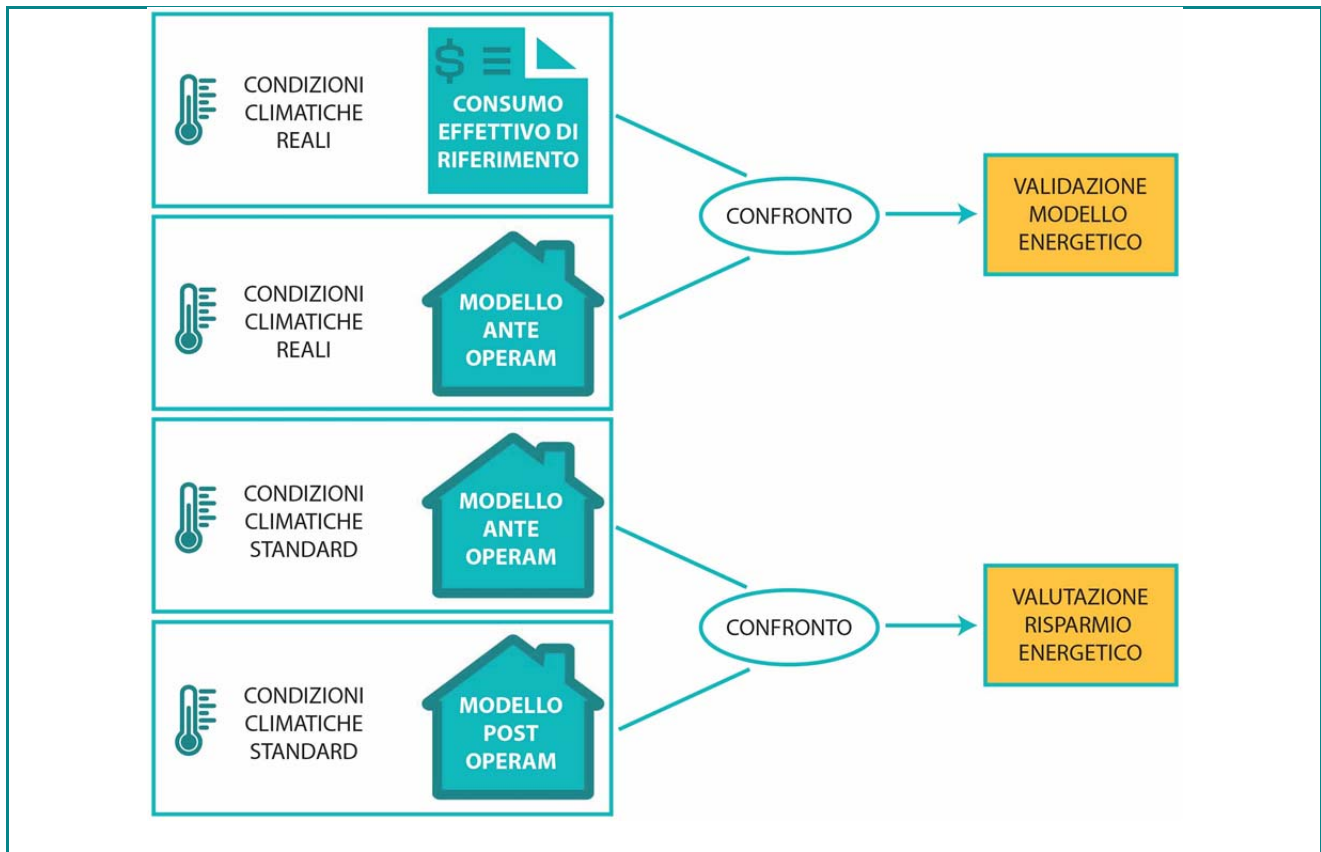 CONDIZIONI
CLIMATICHE
REALI
$
CONSUMO
EFFETTIVO DI
RIFERIMENTO
CONDIZIONI
CLIMATICHE
REALI
MODELLO
ANTE
OPERAM
CONFRONTO
VALIDAZIONE
MODELLO
ENERGETICO
CONDIZIONI
CLIMATICHE
STANDARD
MODELLO
ANTE
OPERAM
CONDIZIONI
CLIMATICHE
STANDARD
MODELLO
POST
OPERAM
CONFRONTO
VALUTAZIONE
RISPARMIO
ENERGETICO